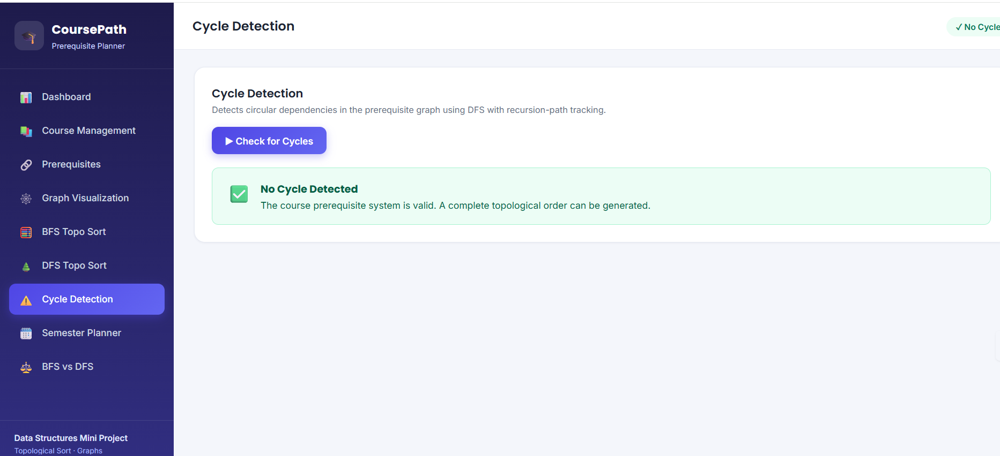 CoursePath
Prerequisite Planner
Dashboard
Course Management
Prerequisites
Graph Visualization
BFS Topo Sort
DFS Topo Sort
Cycle Detection
Semester Planner
BFS vs DFS
Data Structures Mini Project
Topological Sort · Graphs
Cycle Detection
✓ No Cycle
Cycle Detection
Detects circular dependencies in the prerequisite graph using DFS with recursion-path tracking.
▶ Check for Cycles
No Cycle Detected
The course prerequisite system is valid. A complete topological order can be generated.